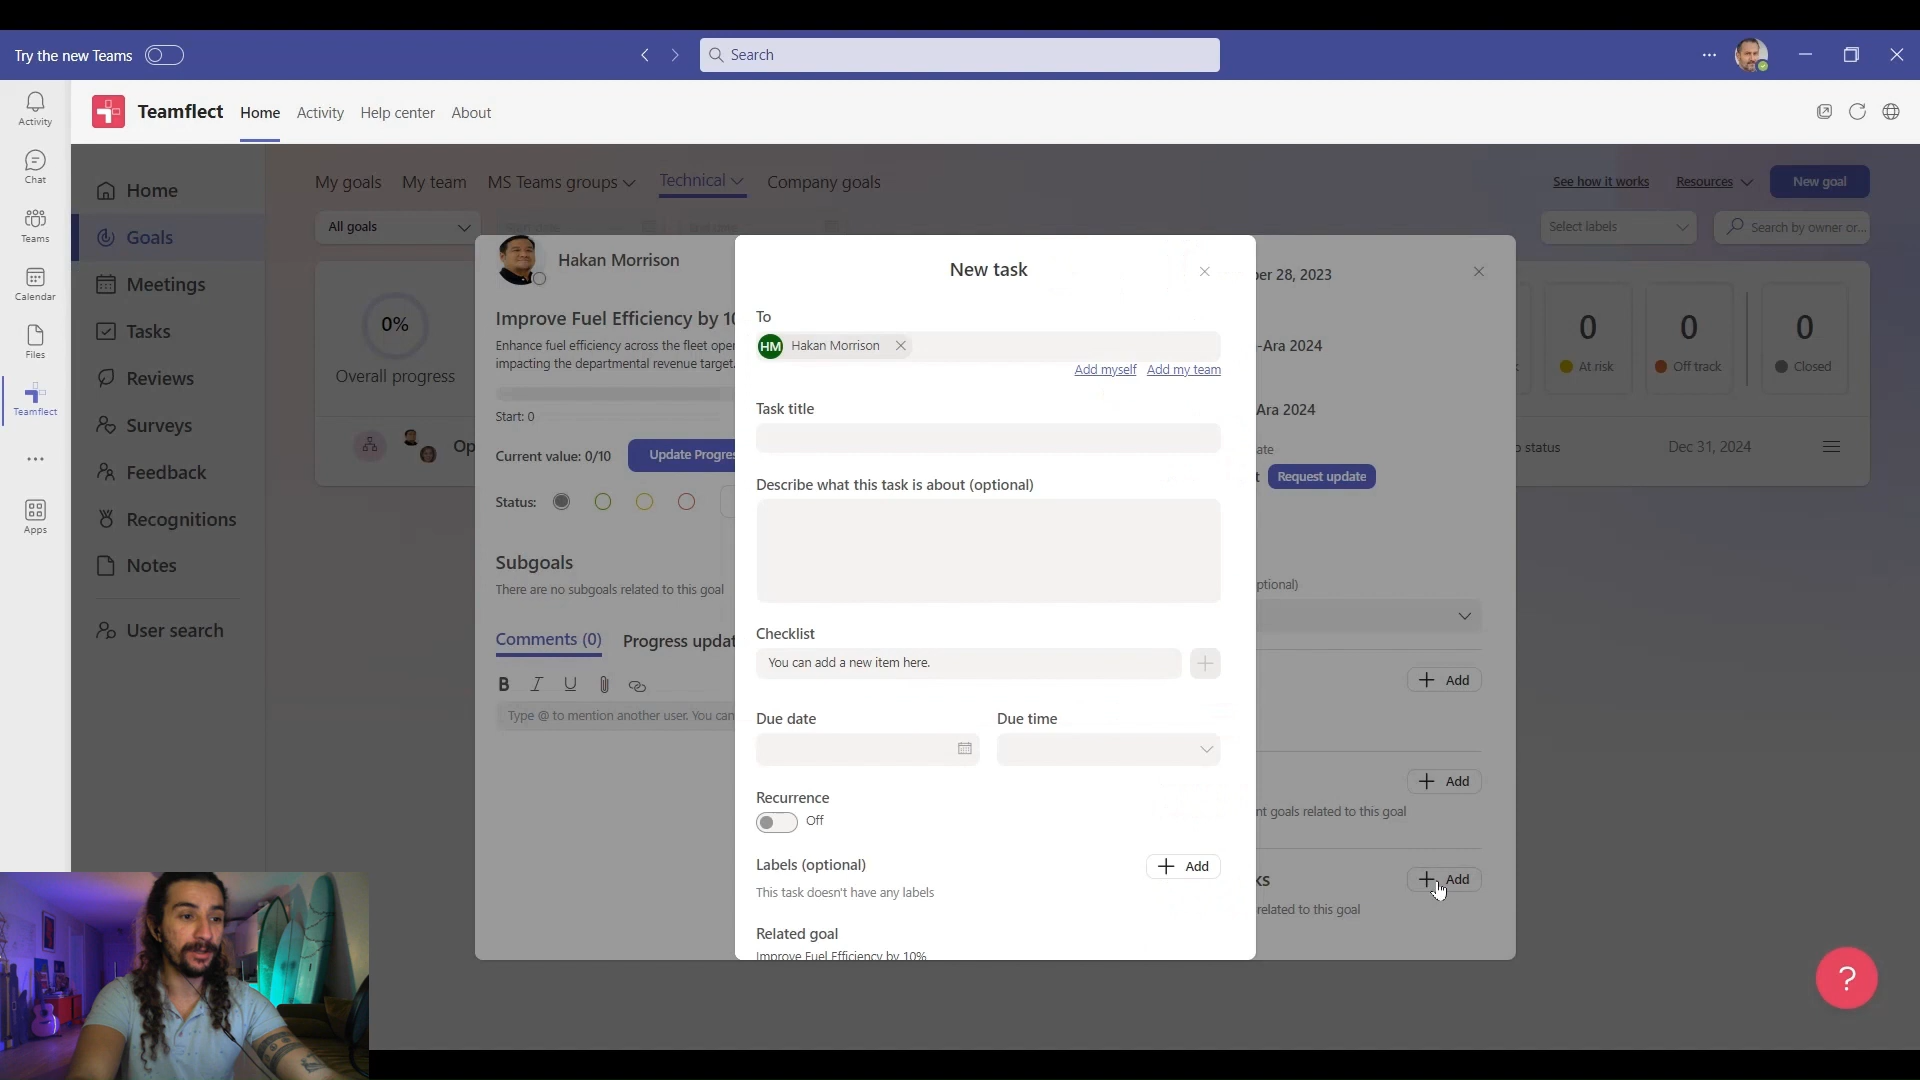 Try the new Teams
Search
Activity
Chat
Teams
Calendar
Files
Teamflect
Apps
Teamflect
Home
Activity
Help center
About
Home
Goals
Meetings
Tasks
Reviews
Surveys
Feedback
Recognitions
Notes
User search
My goals
My team
MS Teams groups
Technical
Company goals
See how it works
Resources
New goal
All goals
Select labels
Search by owner or...
0%
Overall progress
Op
0
At risk
0
Off track
0
Closed
status
Dec 31, 2024
Hakan Morrison
Improve Fuel Efficiency by 10
Enhance fuel efficiency across the fleet oper
impacting the departmental revenue target.
Start: 0
Current value: 0/10
Update Progres
Status:
Subgoals
There are no subgoals related to this goal
Comments (0)
Progress updat
B I U
Type @ to mention another user. You can
New task
To
HM Hakan Morrison
Add myself
Add my team
Task title
Describe what this task is about (optional)
Checklist
You can add a new item here.
Due date
Due time
Recurrence
Off
Labels (optional)
Add
This task doesn't have any labels
Related goal
Improve Fuel Efficiency by 10%
er 28, 2023
-Ara 2024
Ara 2024
ate
t
Request update
ptional)
Add
Add
nt goals related to this goal
ks
Add
related to this goal
?